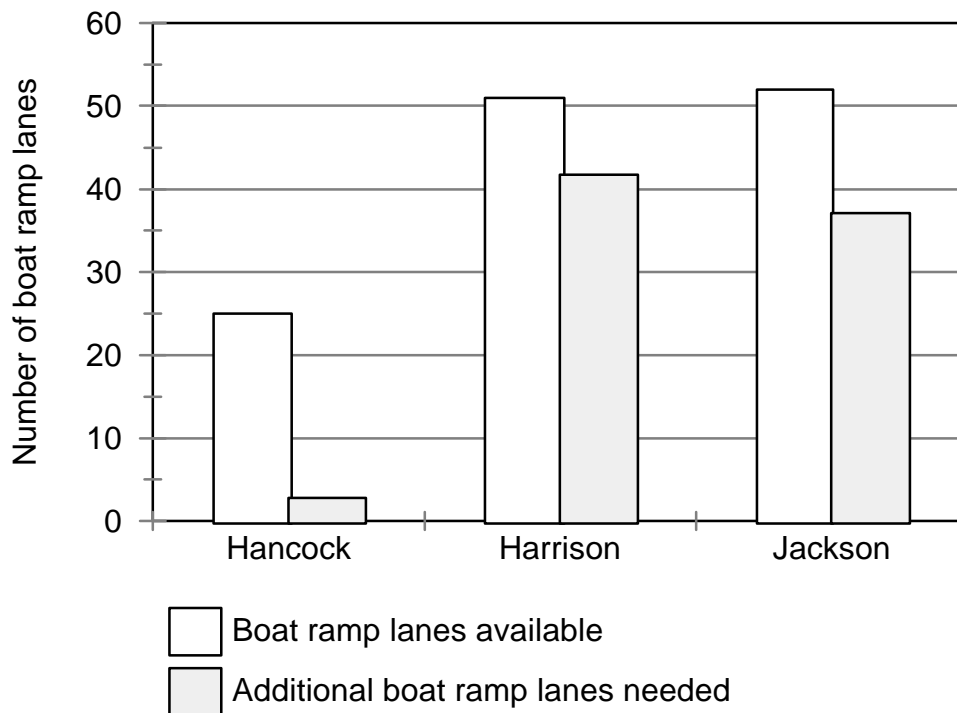 Number of boat ramp lanes
60
50
40
30
20
10
0
Hancock Harrison Jackson
Boat ramp lanes available
Additional boat ramp lanes needed